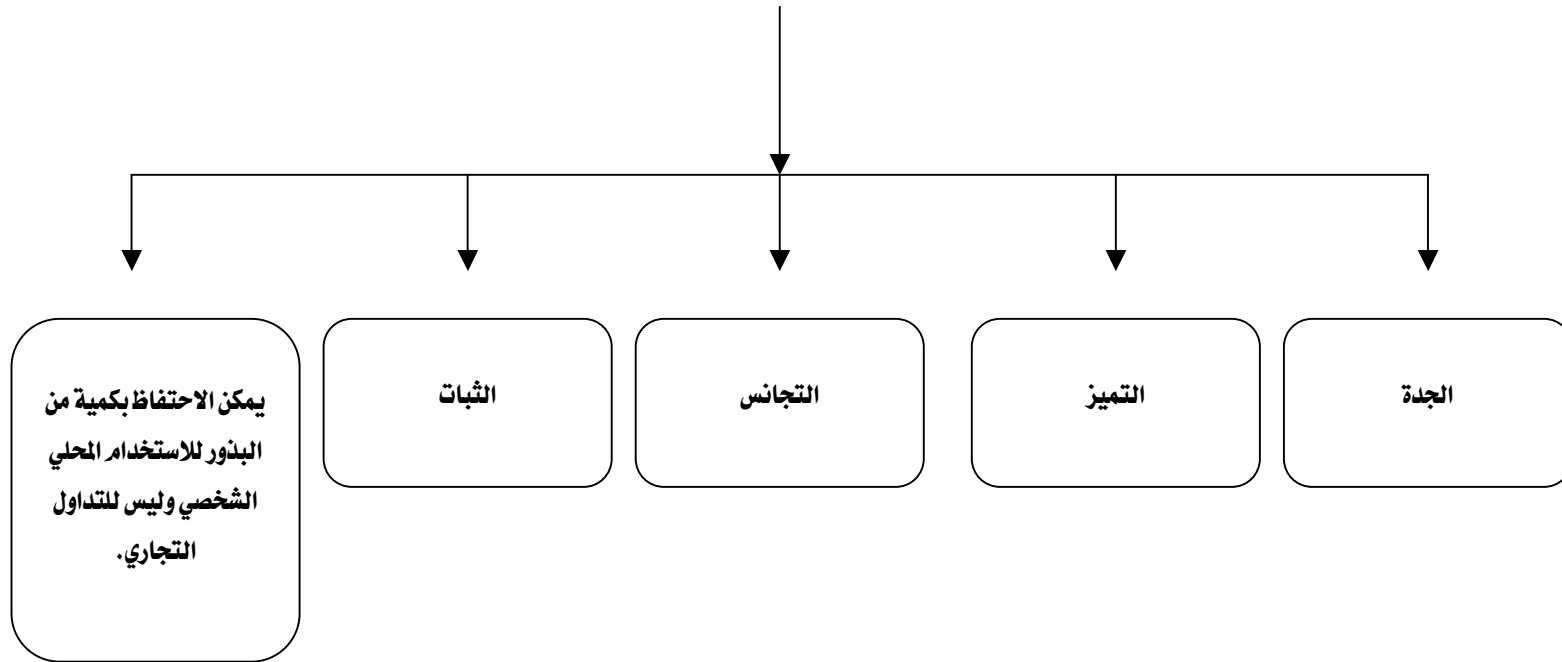 الجدة
التميز
التجانس
الثبات
يمكن الاحتفاظ بكمية من
البذور للاستخدام المحلي
الشخصي وليس للتداول
التجاري.